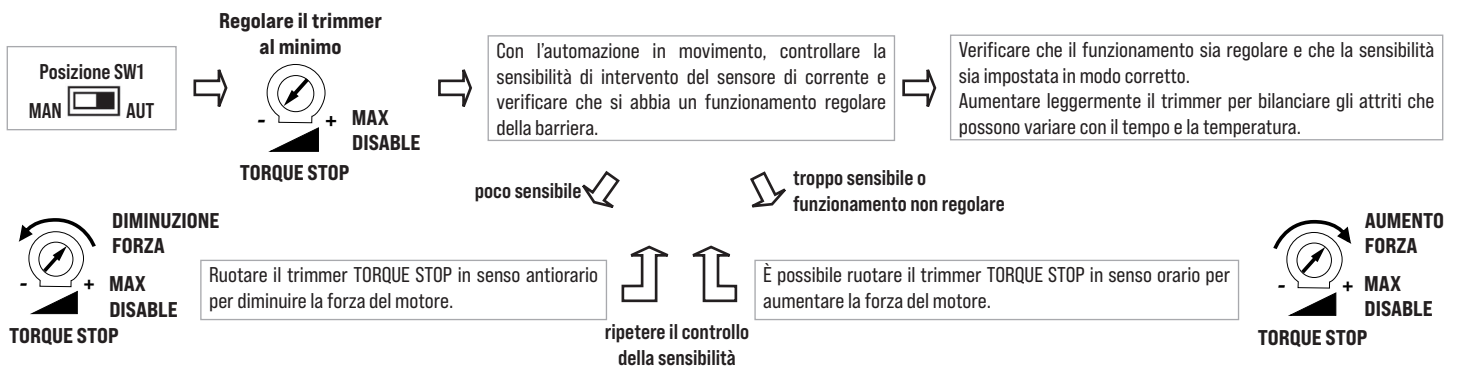 Posizione SW1
MAN AUT
Regolare il trimmer
al minimo
- + MAX
DISABLE
TORQUE STOP
Con l'automazione in movimento, controllare la
sensibilità di intervento del sensore di corrente e
verificare che si abbia un funzionamento regolare
della barriera.
Verificare che il funzionamento sia regolare e che la sensibilità
sia impostata in modo corretto.
Aumentare leggermente il trimmer per bilanciare gli attriti che
possono variare con il tempo e la temperatura.
poco sensibile
troppo sensibile o
funzionamento non regolare
DIMINUZIONE
FORZA
- + MAX
DISABLE
TORQUE STOP
Ruotare il trimmer TORQUE STOP in senso antiorario
per diminuire la forza del motore.
ripetere il controllo
della sensibilità
È possibile ruotare il trimmer TORQUE STOP in senso orario per
aumentare la forza del motore.
AUMENTO
FORZA
- + MAX
DISABLE
TORQUE STOP